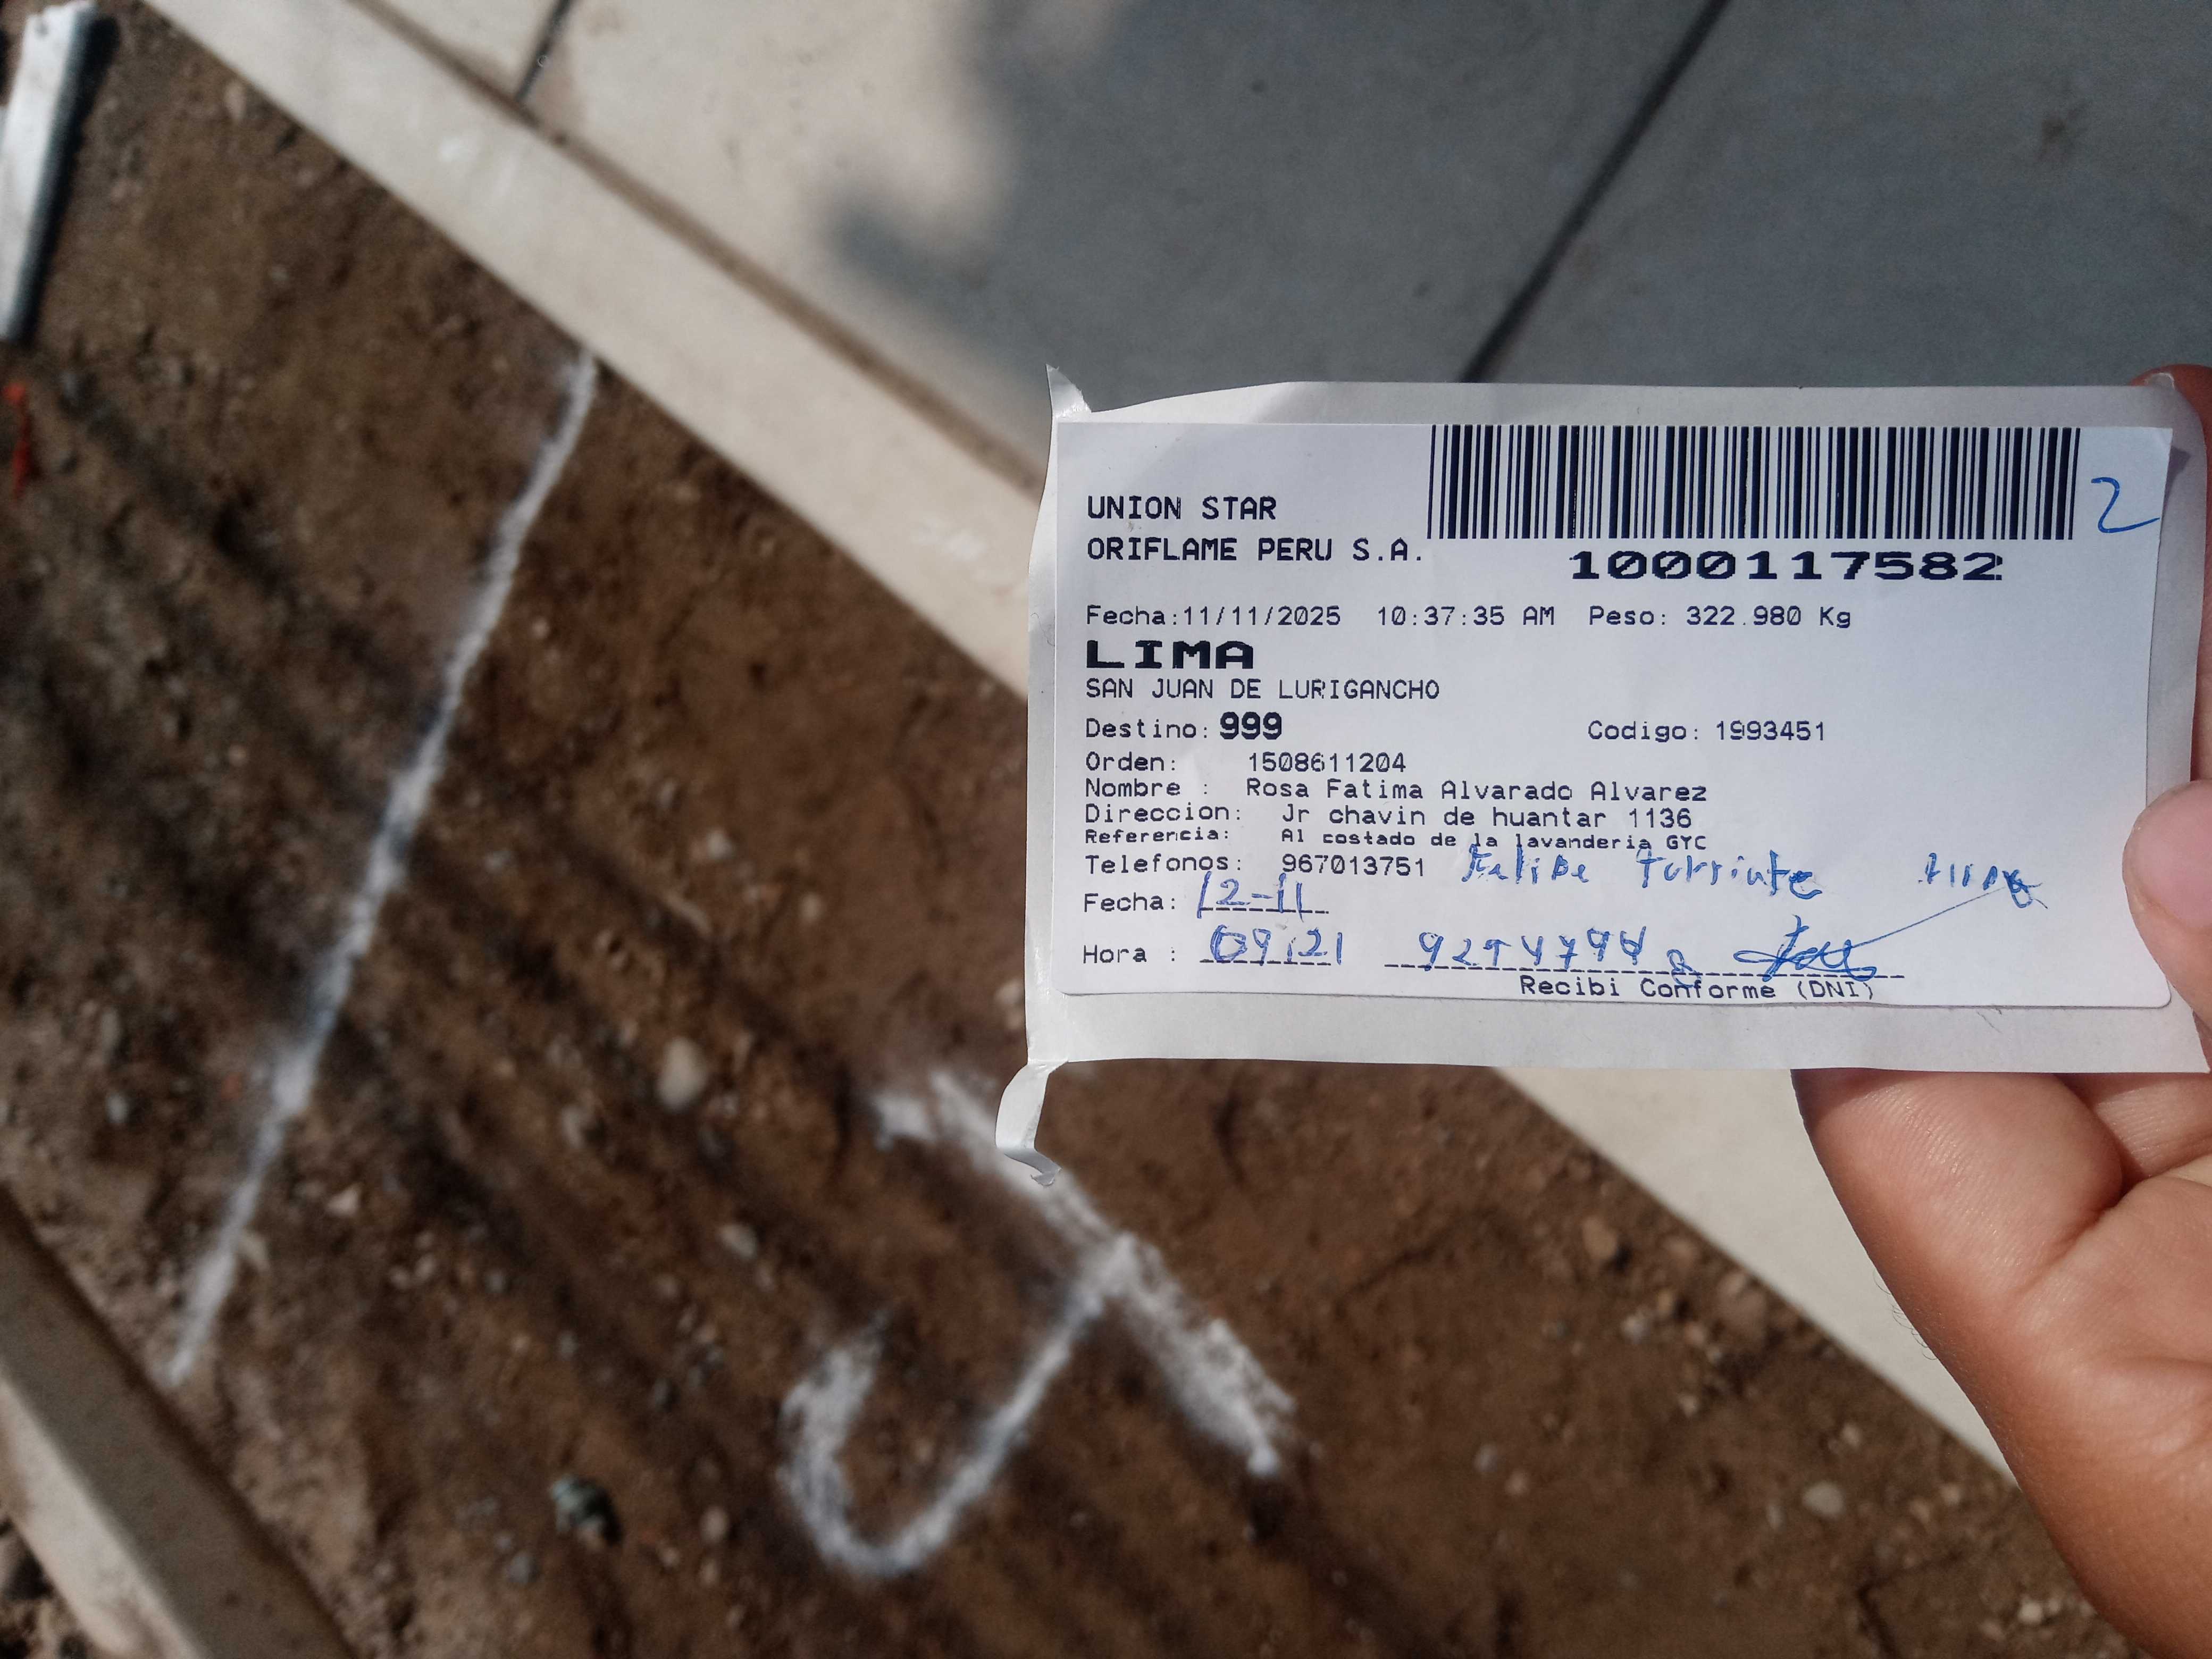 UNION STAR
ORIFLAME PERU S.A.
2
1000117582
Fecha:11/11/2025 10:37:35 AM Peso: 322.980 Kg
LIMA
SAN JUAN DE LURIGANCHO
Destino: 999 Codigo: 1993451
Orden: 1508611204
Nombre : Rosa Fatima Alvarado Alvarez
Direccion: Jr chavin de huantar 1136
Referencia: Al costado de la lavanderia GYC
Telefonos: 967013751 Felipe
Fecha: 12-11
Hora : 09:21
Recibi Conforme (DNI)